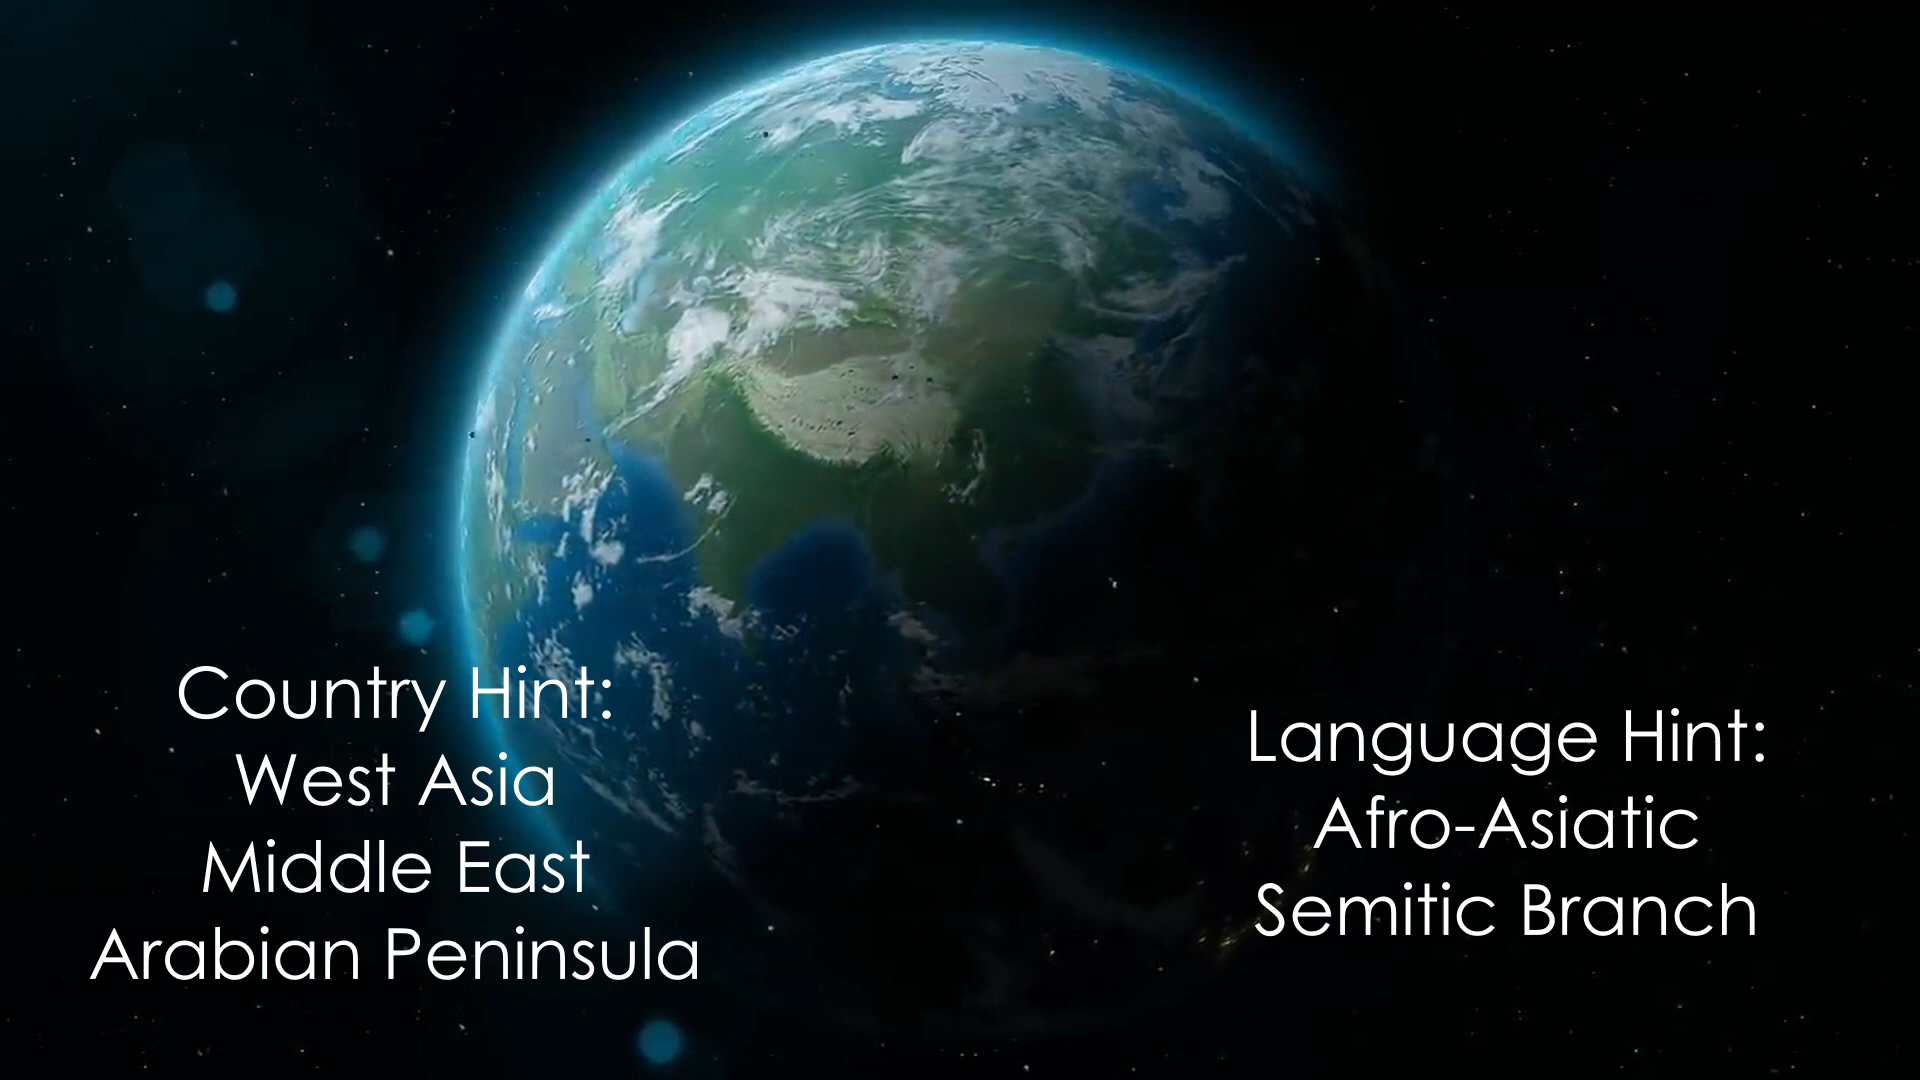 Country Hint:
West Asia
Middle East
Arabian Peninsula
Language Hint:
Afro-Asiatic
Semitic Branch